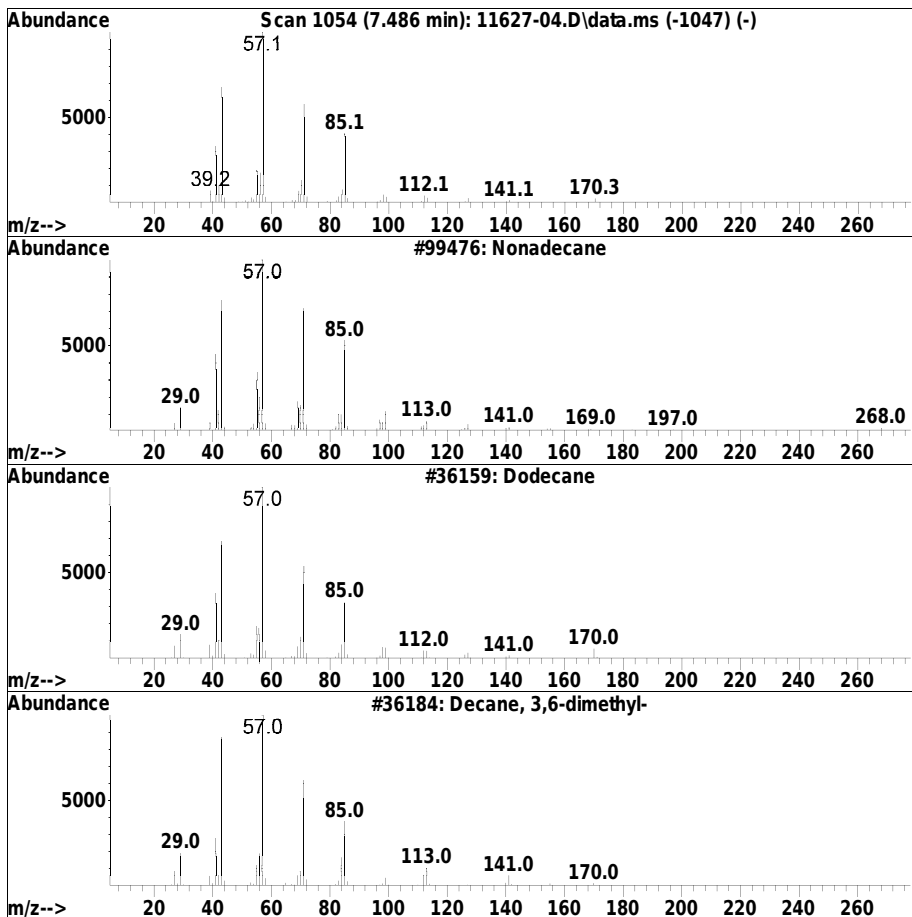 Abundance Scan 1054 (7.486 min): 11627-04.D\data.ms (-1047) (-)
57.1
5000
85.1
39.2
112.1
141.1
170.3
m/z--> 20 40 60 80 100 120 140 160 180 200 220 240 260
Abundance #99476: Nonadecane
57.0
5000
85.0
29.0
113.0
141.0 169.0 197.0 268.0
m/z--> 20 40 60 80 100 120 140 160 180 200 220 240 260
Abundance #36159: Dodecane
57.0
5000
85.0
29.0
112.0 141.0 170.0
m/z--> 20 40 60 80 100 120 140 160 180 200 220 240 260
Abundance #36184: Decane, 3,6-dimethyl-
57.0
5000
85.0
29.0
113.0
141.0 170.0
m/z--> 20 40 60 80 100 120 140 160 180 200 220 240 260